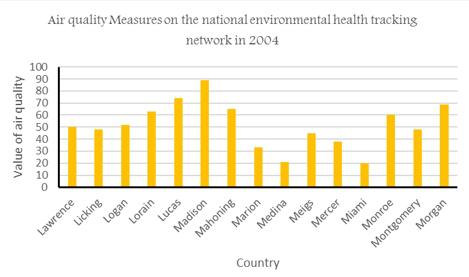 Air quality Measures on the national environmental health tracking
network in 2004
100
90
80
70
60
50
40
30
20
10
0
Value of air quality
Lawrence
Licking
Logan
Lorain
Lucas
Madison
Mahoning
Marion
Medina
Meigs
Mercer
Miami
Monroe
Montgomery
Morgan
Country